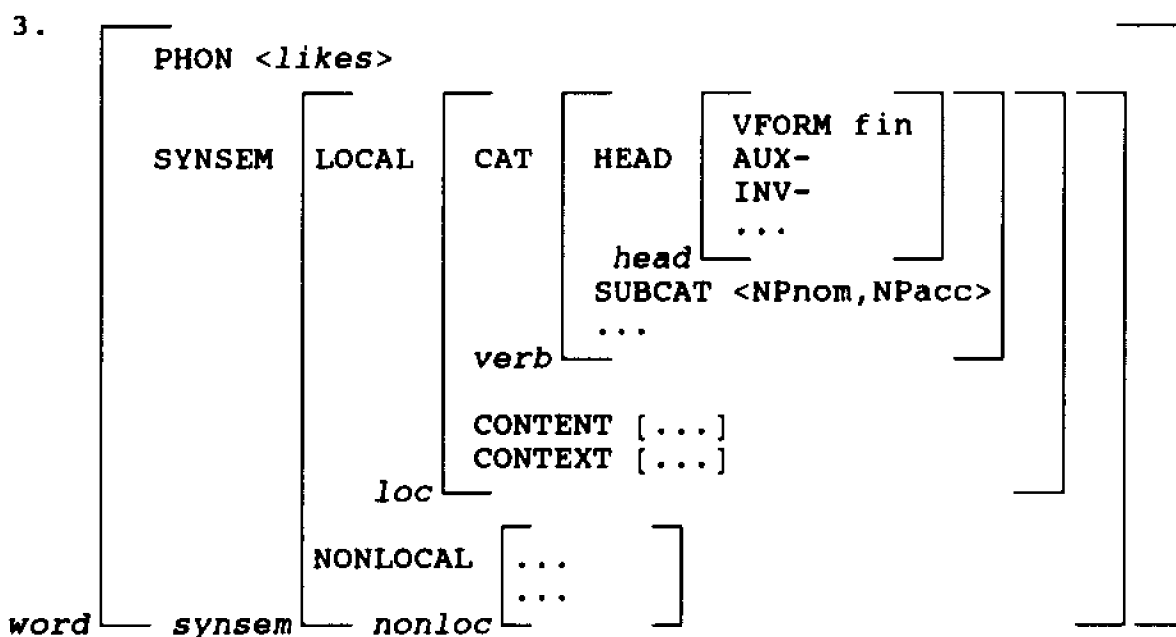 3.
PHON <likes>
VFORM fin
SYNSEM LOCAL CAT HEAD AUX-
INV-
...
head
SUBCAT <NPnom,NPacc>
...
verb
CONTENT [...]
CONTEXT [...]
loc
NONLOCAL ...
...
word synsem nonloc